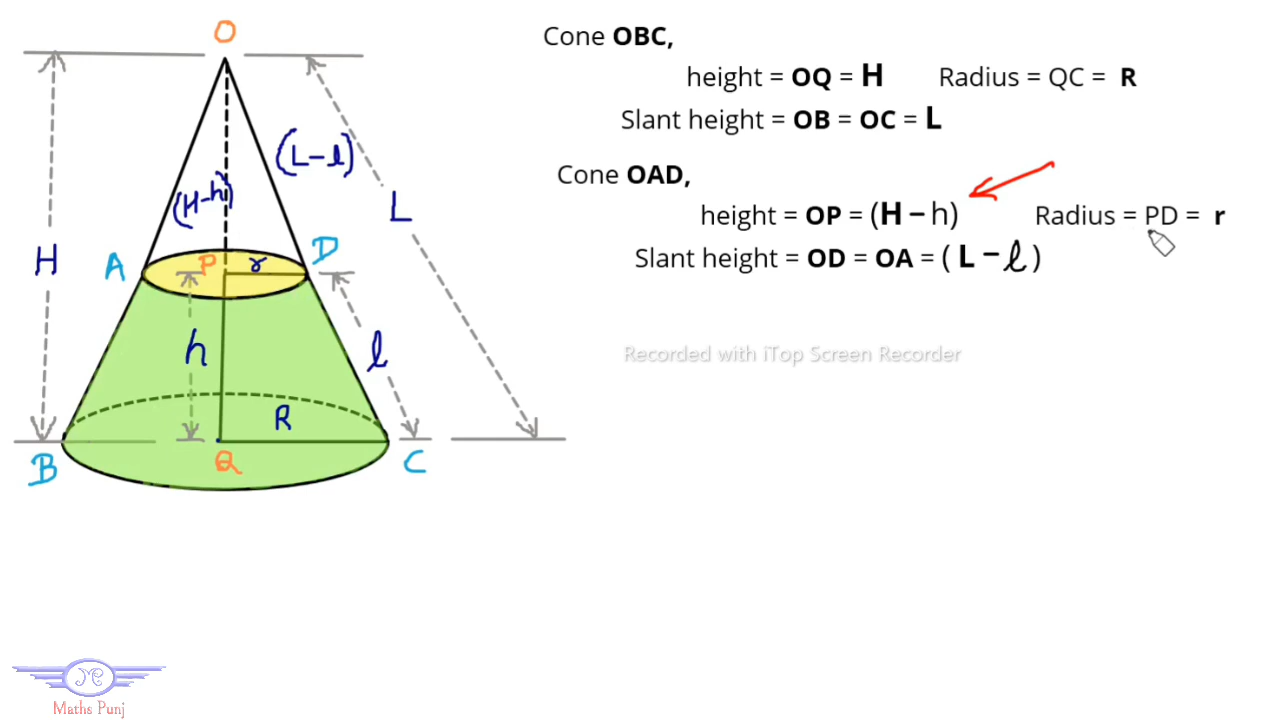 O
Cone OBC,
height = OQ = H Radius = QC = R
Slant height = OB = OC = L
(L-l)
Cone OAD,
(H-h)
L
height = OP = (H - h) Radius = PD = r
H
A
P
r
D
Slant height = OD = OA = ( L - l )
h
l
Recorded with iTop Screen Recorder
R
B
Q
C
MP
Maths Punj